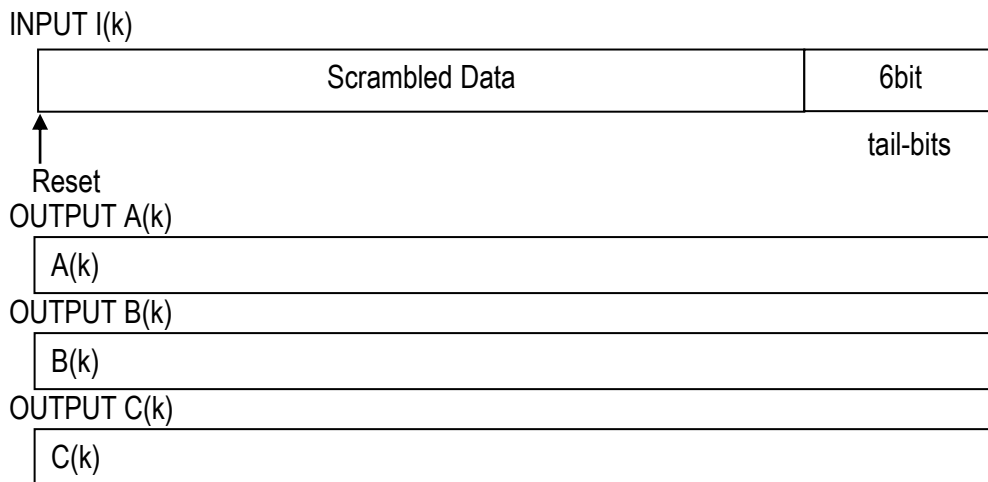 INPUT I(k)
Scrambled Data 6bit
tail-bits
Reset
OUTPUT A(k)
A(k)
OUTPUT B(k)
B(k)
OUTPUT C(k)
C(k)